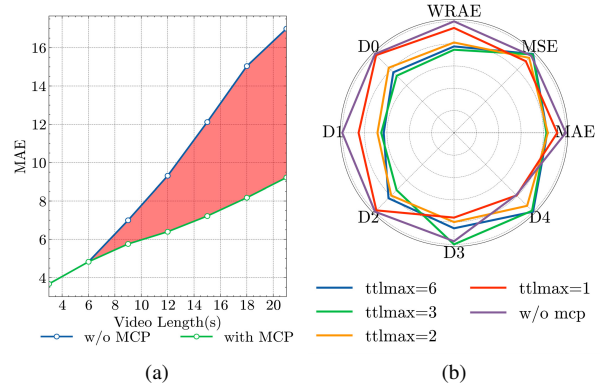 16
14
12
10
8
6
4
MAE
4 6 8 10 12 14 16 18 20
Video Length(s)
w/o MCP with MCP
(a)
WRAE
MSE
MAE
D4
D3
D2
D1
D0
ttlmax=6 ttlmax=1
ttlmax=3 w/o mcp
ttlmax=2
(b)